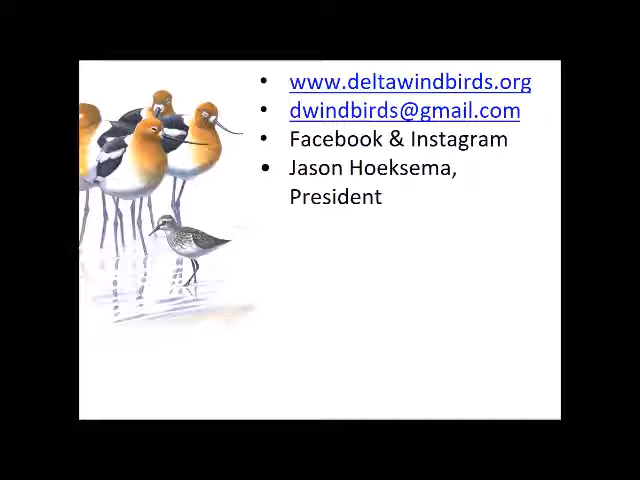 • www.deltawindbirds.org
• dwindbirds@gmail.com
• Facebook & Instagram
• Jason Hoeksema,
President